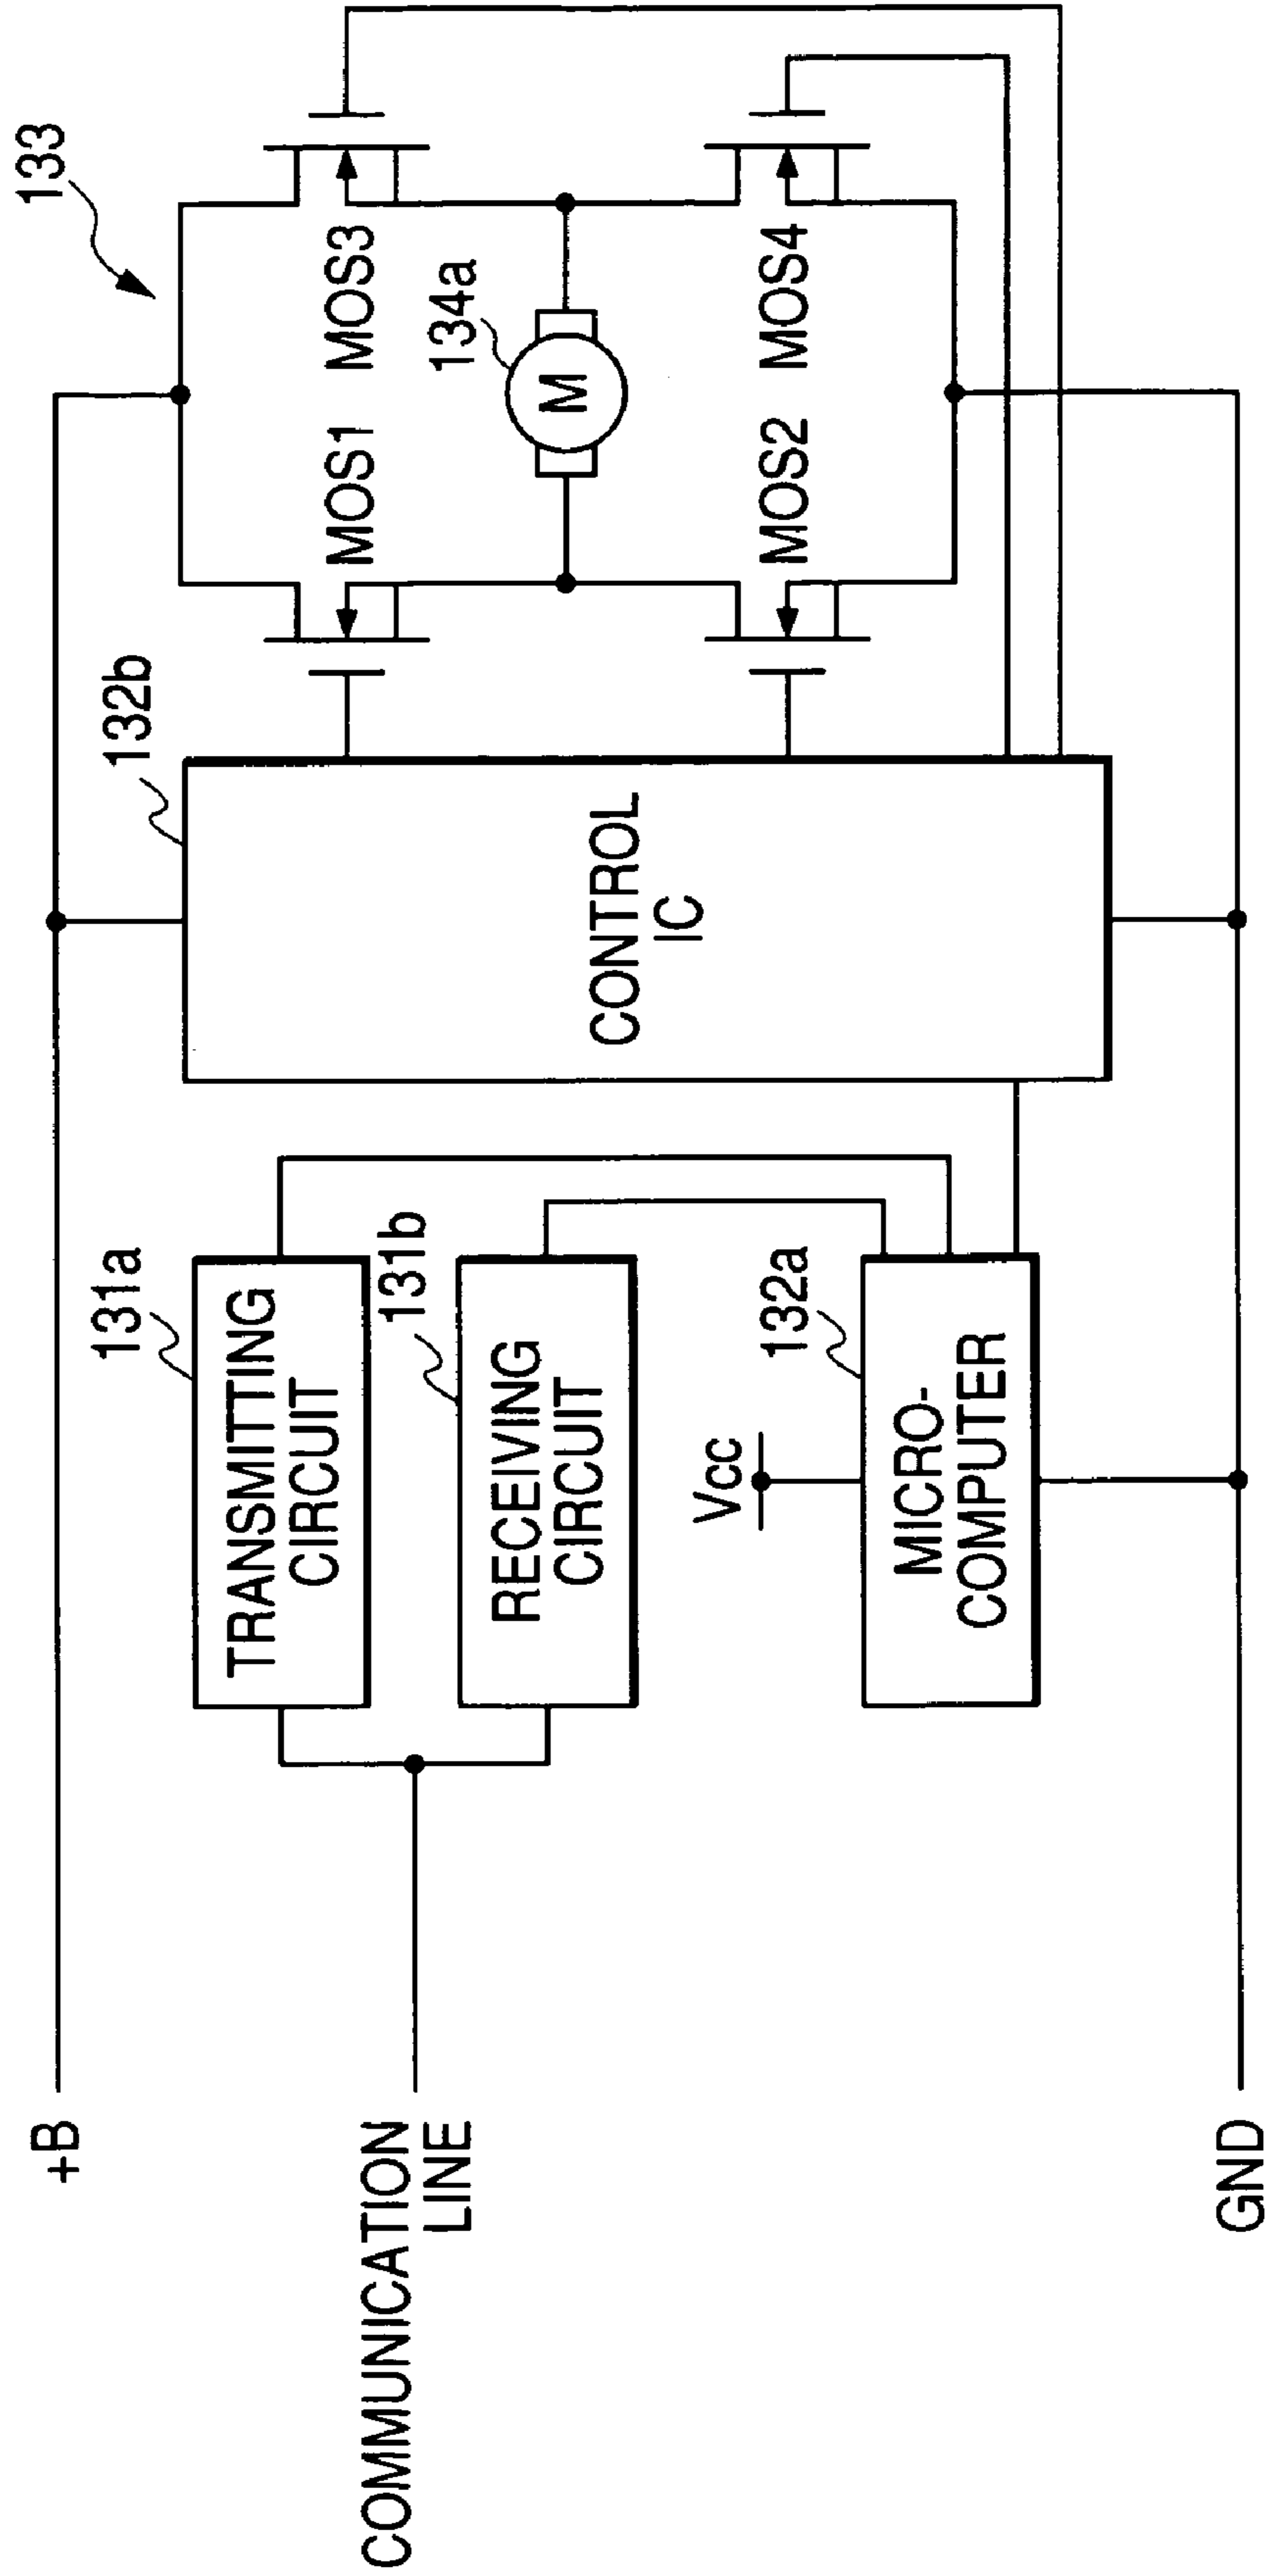 133
+B
132b
131a
TRANSMITTING
CIRCUIT
131b
RECEIVING
CIRCUIT
COMMUNICATION
LINE
CONTROL
IC
MOS1
MOS3
134a
M
MOS2
MOS4
Vcc
132a
MICRO-
COMPUTER
GND